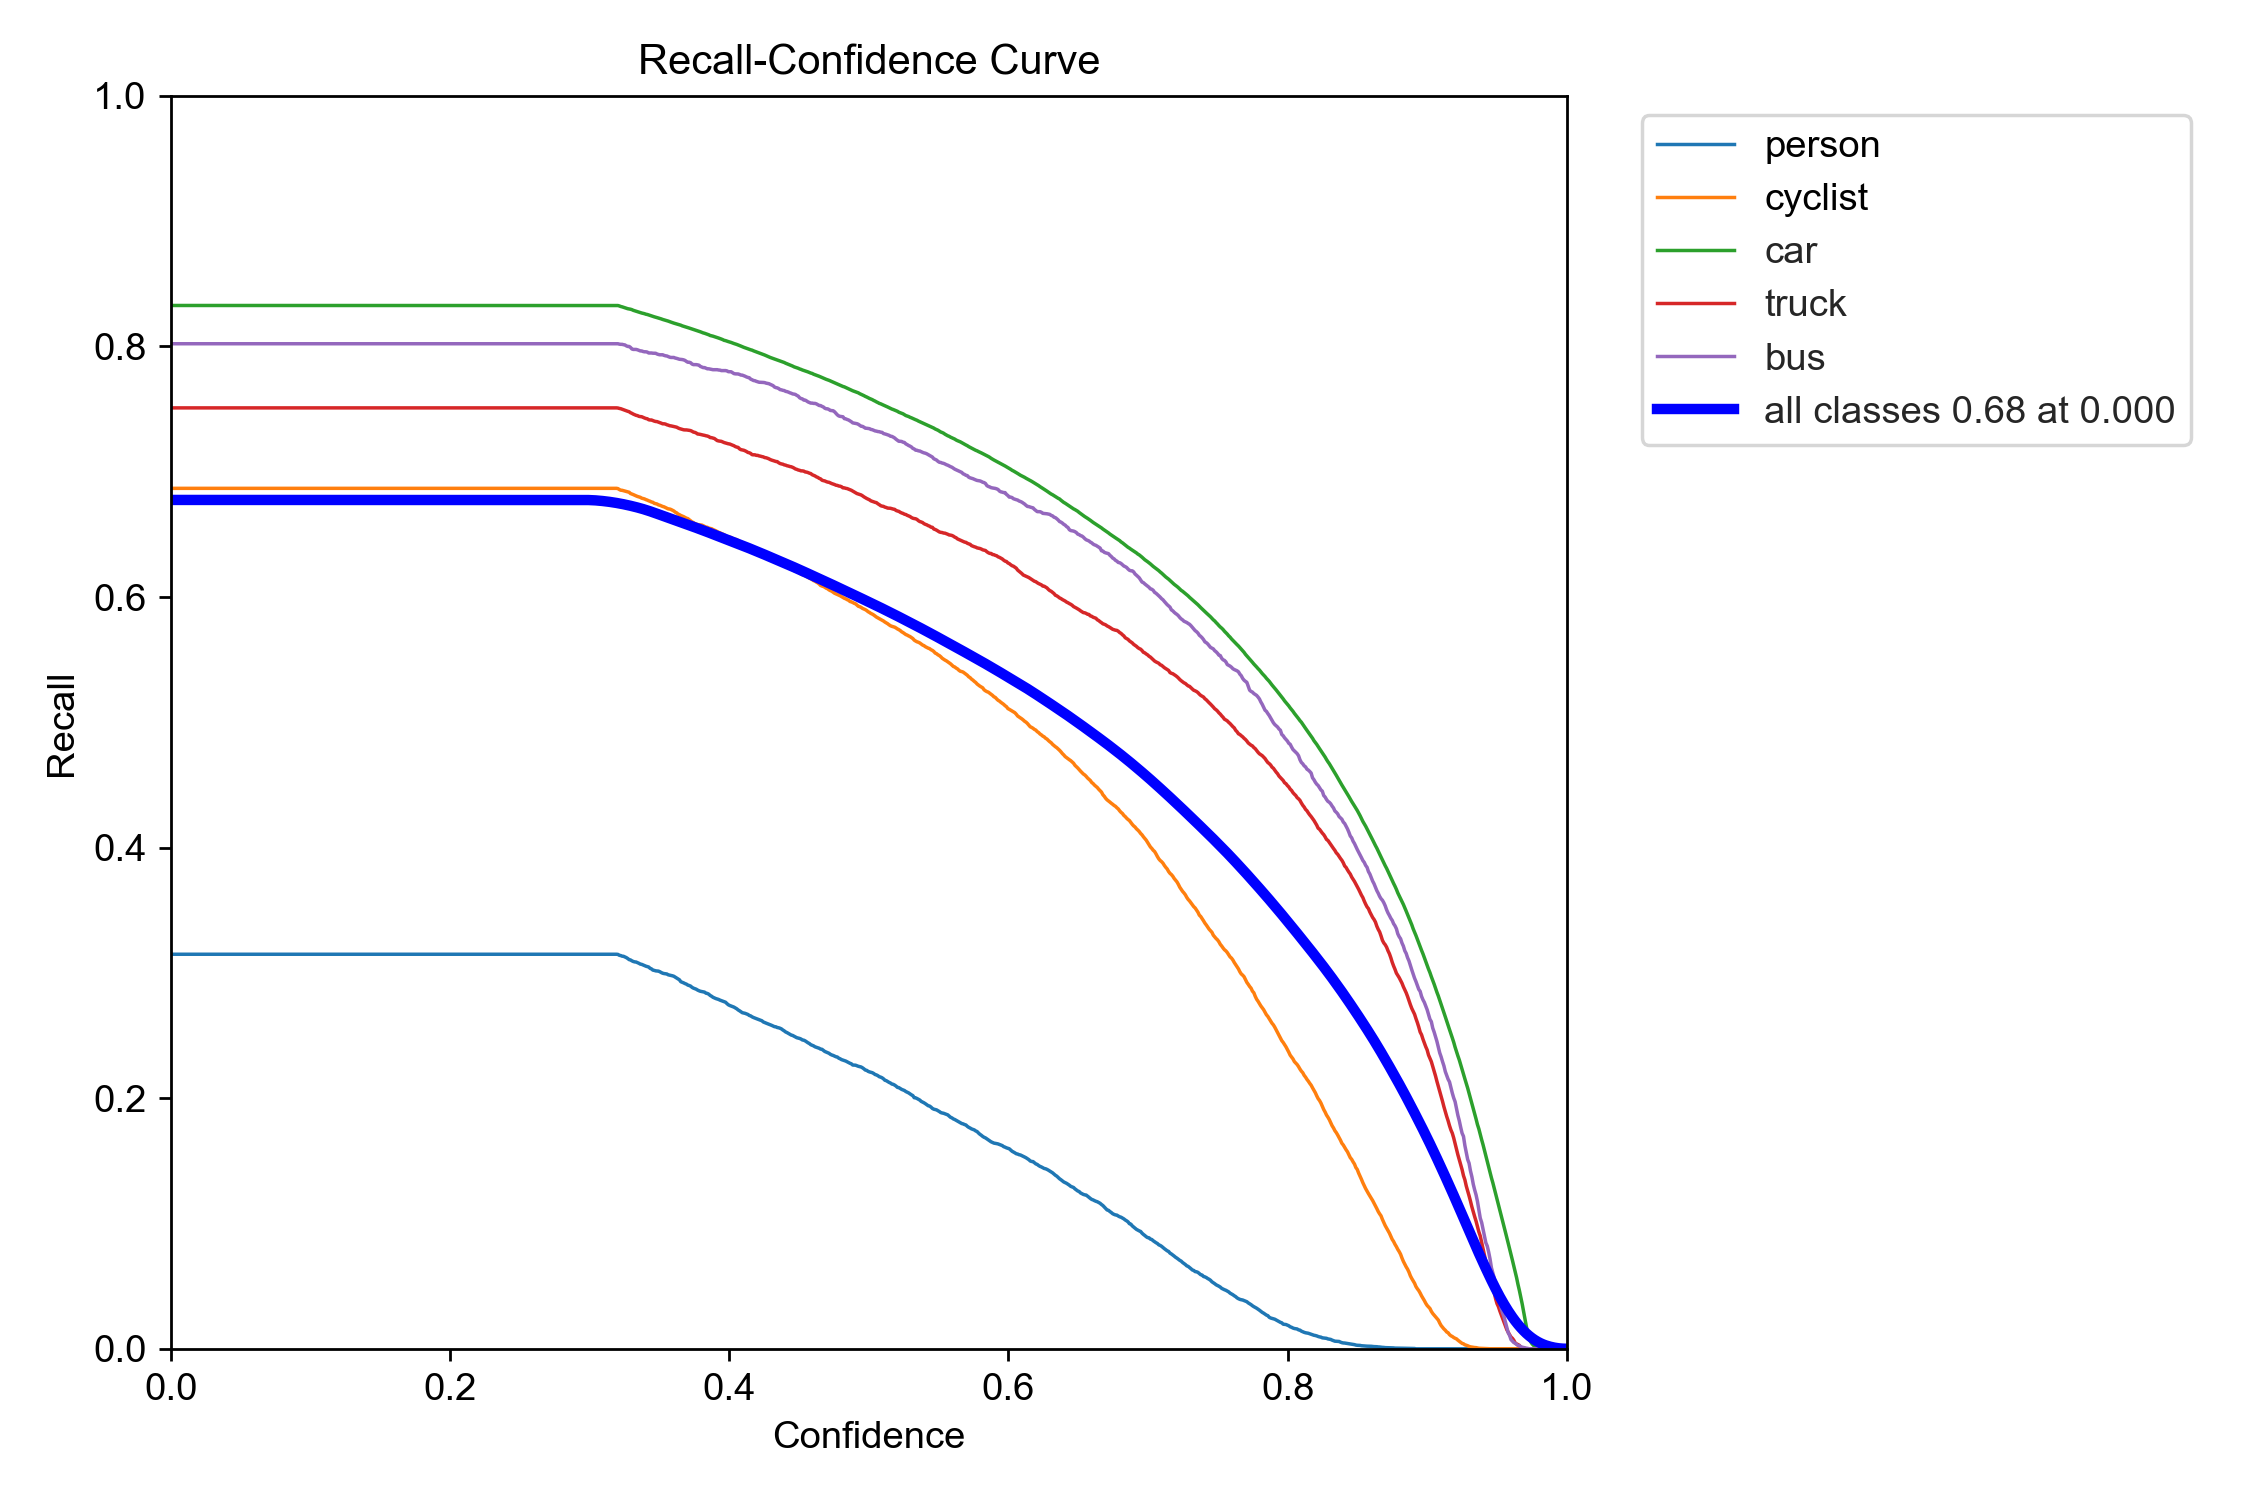 Recall-Confidence Curve
1.0
0.8
0.6
0.4
0.2
0.0
Recall
0.0 0.2 0.4 0.6 0.8 1.0
Confidence
person
cyclist
car
truck
bus
all classes 0.68 at 0.000